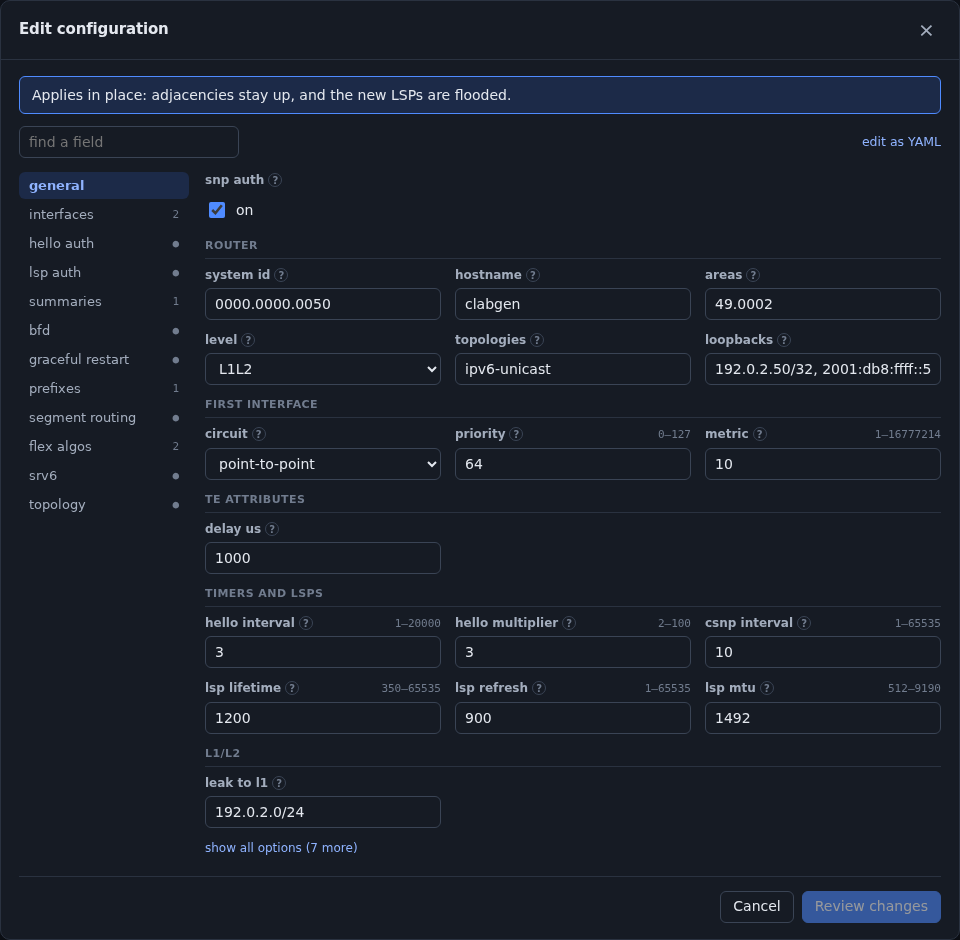 Edit configuration
✕
Applies in place: adjacencies stay up, and the new LSPs are flooded.
find a field
edit as YAML
general
interfaces 2
hello auth ●
lsp auth ●
summaries 1
bfd ●
graceful restart ●
prefixes 1
segment routing ●
flex algos 2
srv6 ●
topology ●
snp auth ?
on
ROUTER
system id ? hostname ? areas ?
0000.0000.0050 clabgen 49.0002
level ? topologies ? loopbacks ?
L1L2 ipv6-unicast 192.0.2.50/32, 2001:db8:ffff::5
FIRST INTERFACE
circuit ? priority ? 0–127 metric ? 1–16777214
point-to-point 64 10
TE ATTRIBUTES
delay us ?
1000
TIMERS AND LSPS
hello interval ? 1–20000 hello multiplier ? 2–100 csnp interval ? 1–65535
3 3 10
lsp lifetime ? 350–65535 lsp refresh ? 1–65535 lsp mtu ? 512–9190
1200 900 1492
L1/L2
leak to l1 ?
192.0.2.0/24
show all options (7 more)
Cancel Review changes